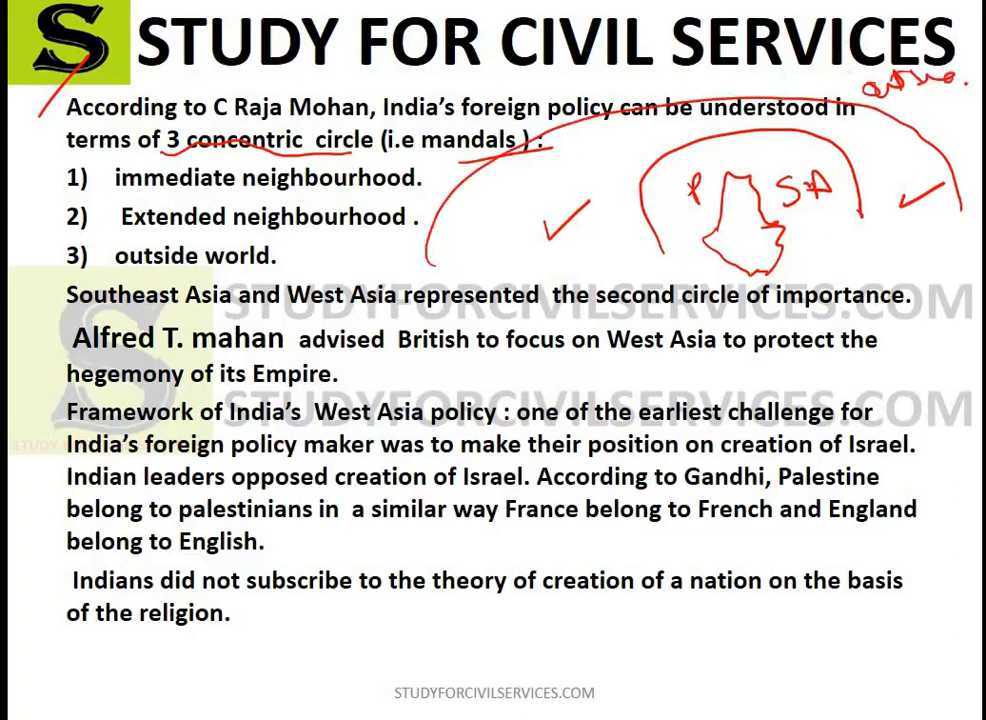 S STUDY FOR CIVIL SERVICES
According to C Raja Mohan, India's foreign policy can be understood in
terms of 3 concentric circle (i.e mandals ) :
1) immediate neighbourhood.
2) Extended neighbourhood .
3) outside world.
P SA
Southeast Asia and West Asia represented the second circle of importance.
STUDYFORCIVILSERVICES.COM
Alfred T. mahan advised British to focus on West Asia to protect the
hegemony of its Empire.
Framework of India's West Asia policy : one of the earliest challenge for
STUDYFORCIVILSERVICES.COM
India's foreign policy maker was to make their position on creation of Israel.
Indian leaders opposed creation of Israel. According to Gandhi, Palestine
belong to palestinians in a similar way France belong to French and England
belong to English.
Indians did not subscribe to the theory of creation of a nation on the basis
of the religion.
STUDYFORCIVILSERVICES.COM